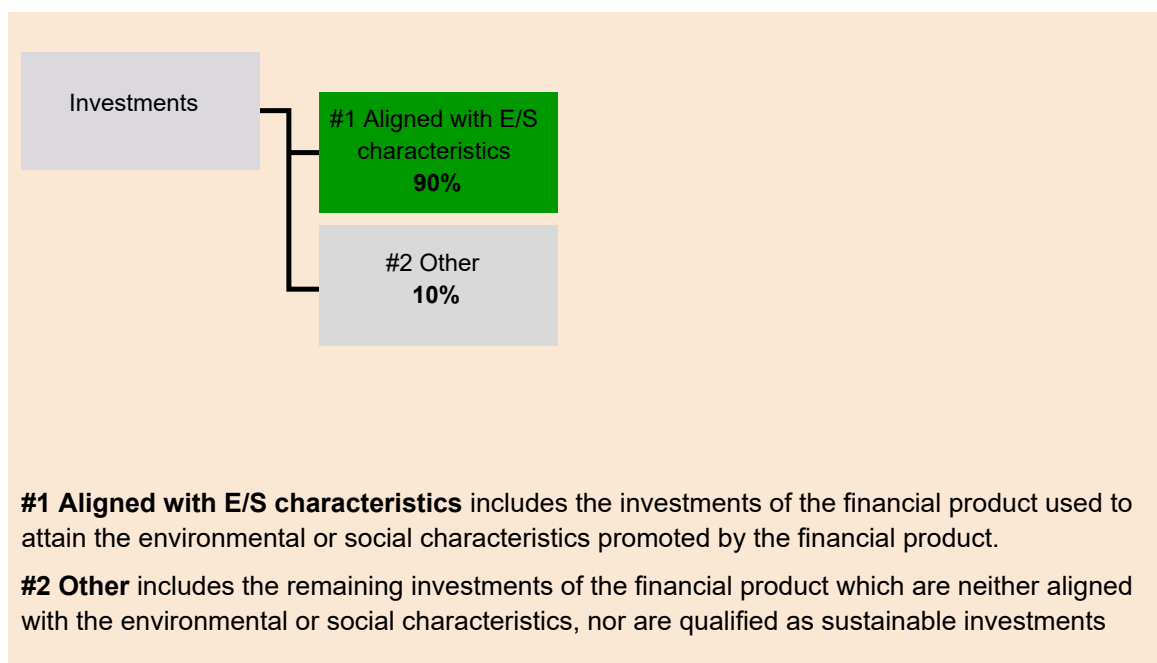 Investments
#1 Aligned with E/S
characteristics
90%
#2 Other
10%
#1 Aligned with E/S characteristics includes the investments of the financial product used to
attain the environmental or social characteristics promoted by the financial product.
#2 Other includes the remaining investments of the financial product which are neither aligned
with the environmental or social characteristics, nor are qualified as sustainable investments